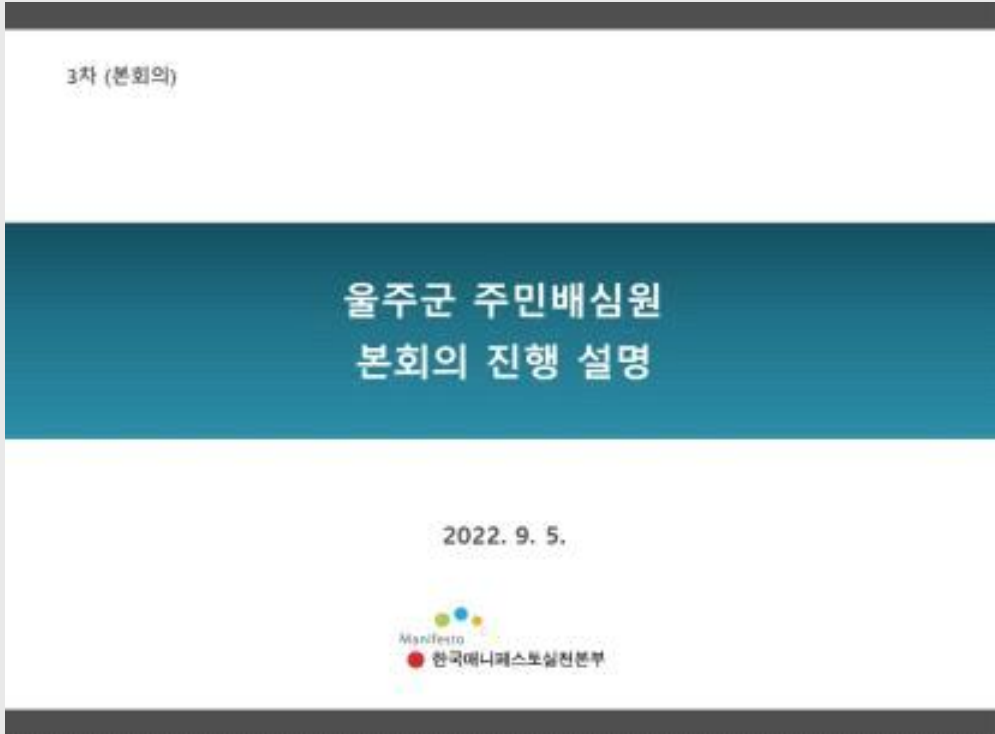 3차 (본회의)
울주군 주민배심원
본회의 진행 설명
2022. 9. 5.
Manifesto
한국매니페스토실천본부